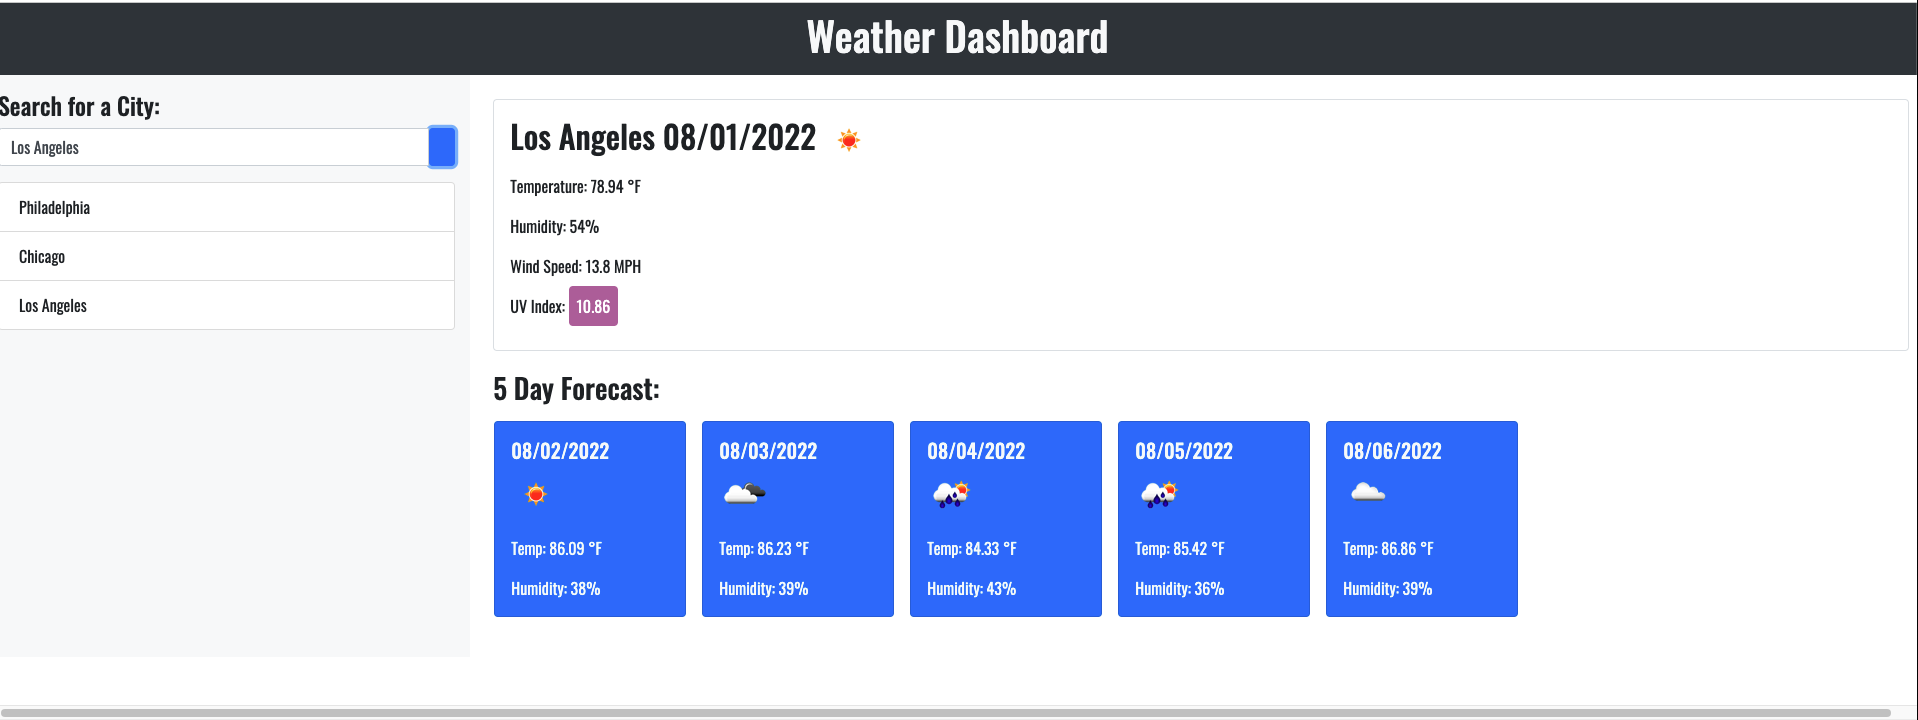 Weather Dashboard
Search for a City:
Los Angeles
Philadelphia
Chicago
Los Angeles
Los Angeles 08/01/2022
Temperature: 78.94 °F
Humidity: 54%
Wind Speed: 13.8 MPH
UV Index: 10.86
5 Day Forecast:
08/02/2022
Temp: 86.09 °F
Humidity: 38%
08/03/2022
Temp: 86.23 °F
Humidity: 39%
08/04/2022
Temp: 84.33 °F
Humidity: 43%
08/05/2022
Temp: 85.42 °F
Humidity: 36%
08/06/2022
Temp: 86.86 °F
Humidity: 39%